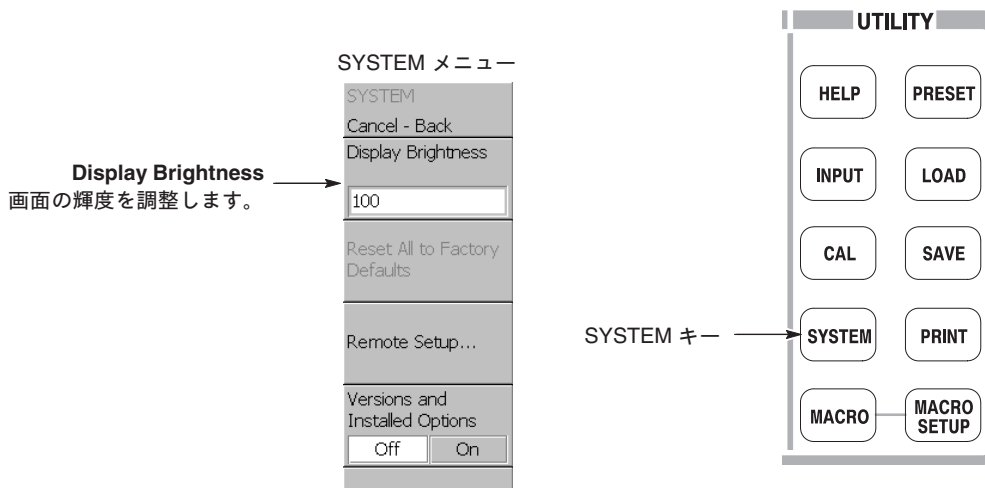 SYSTEM メニュー
SYSTEM
Cancel - Back
Display Brightness
100
Reset All to Factory
Defaults
Remote Setup...
Versions and
Installed Options
Off On
Display Brightness
画面の輝度を調整します。
UTILITY
HELP PRESET
INPUT LOAD
CAL SAVE
SYSTEM キー
SYSTEM PRINT
MACRO MACRO
SETUP